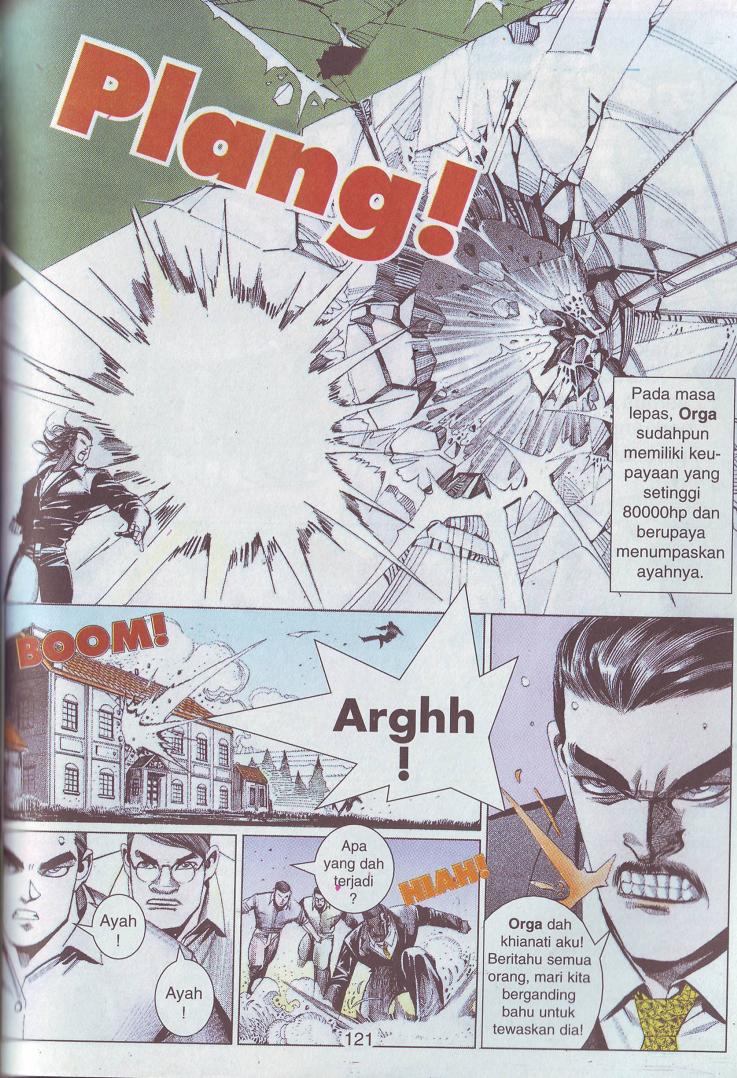 Plang!
Pada masa
lepas, Orga
sudahpun
memiliki keu-
payaan yang
setinggi
80000hp dan
berupaya
menumpaskan
ayahnya.
BOOM!
Arghh
!
Ayah
!
Ayah
!
Apa
yang dah
terjadi
?
HIAH!
Orga dah
khianati aku!
Beritahu semua
orang, mari kita
berganding
bahu untuk
tewaskan dia!
121